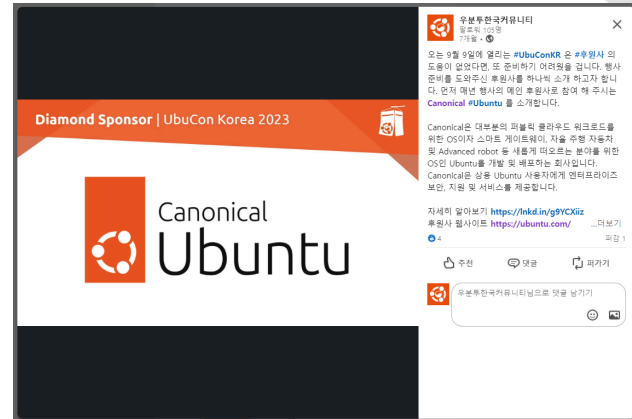 Diamond Sponsor | UbuCon Korea 2023
Canonical
Ubuntu
우분투한국커뮤니티
팔로워 105명
7개월 •
오는 9월 9일에 열리는 #UbuConKR 은 #후원사 의
도움이 없었다면, 또 준비하기 어려웠을 겁니다. 행사
준비를 도와주신 후원사를 하나씩 소개 하고자 합니
다. 먼저 매년 행사의 메인 후원사로 참여 해 주시는
Canonical #Ubuntu 를 소개합니다.
Canonical은 대부분의 퍼블릭 클라우드 워크로드를
위한 OS이자 스마트 게이트웨이, 자율 주행 자동차
및 Advanced robot 등 새롭게 떠오르는 분야를 위한
OS인 Ubuntu를 개발 및 배포하는 회사입니다.
Canonical은 상용 Ubuntu 사용자에게 엔터프라이즈
보안, 지원 및 서비스를 제공합니다.
자세히 알아보기 https://lnkd.in/g9YCXiiz
후원사 웹사이트 https://ubuntu.com/ ...더보기
4 퍼감 1
추천 댓글 퍼가기
우분투한국커뮤니티님으로 댓글 남기기